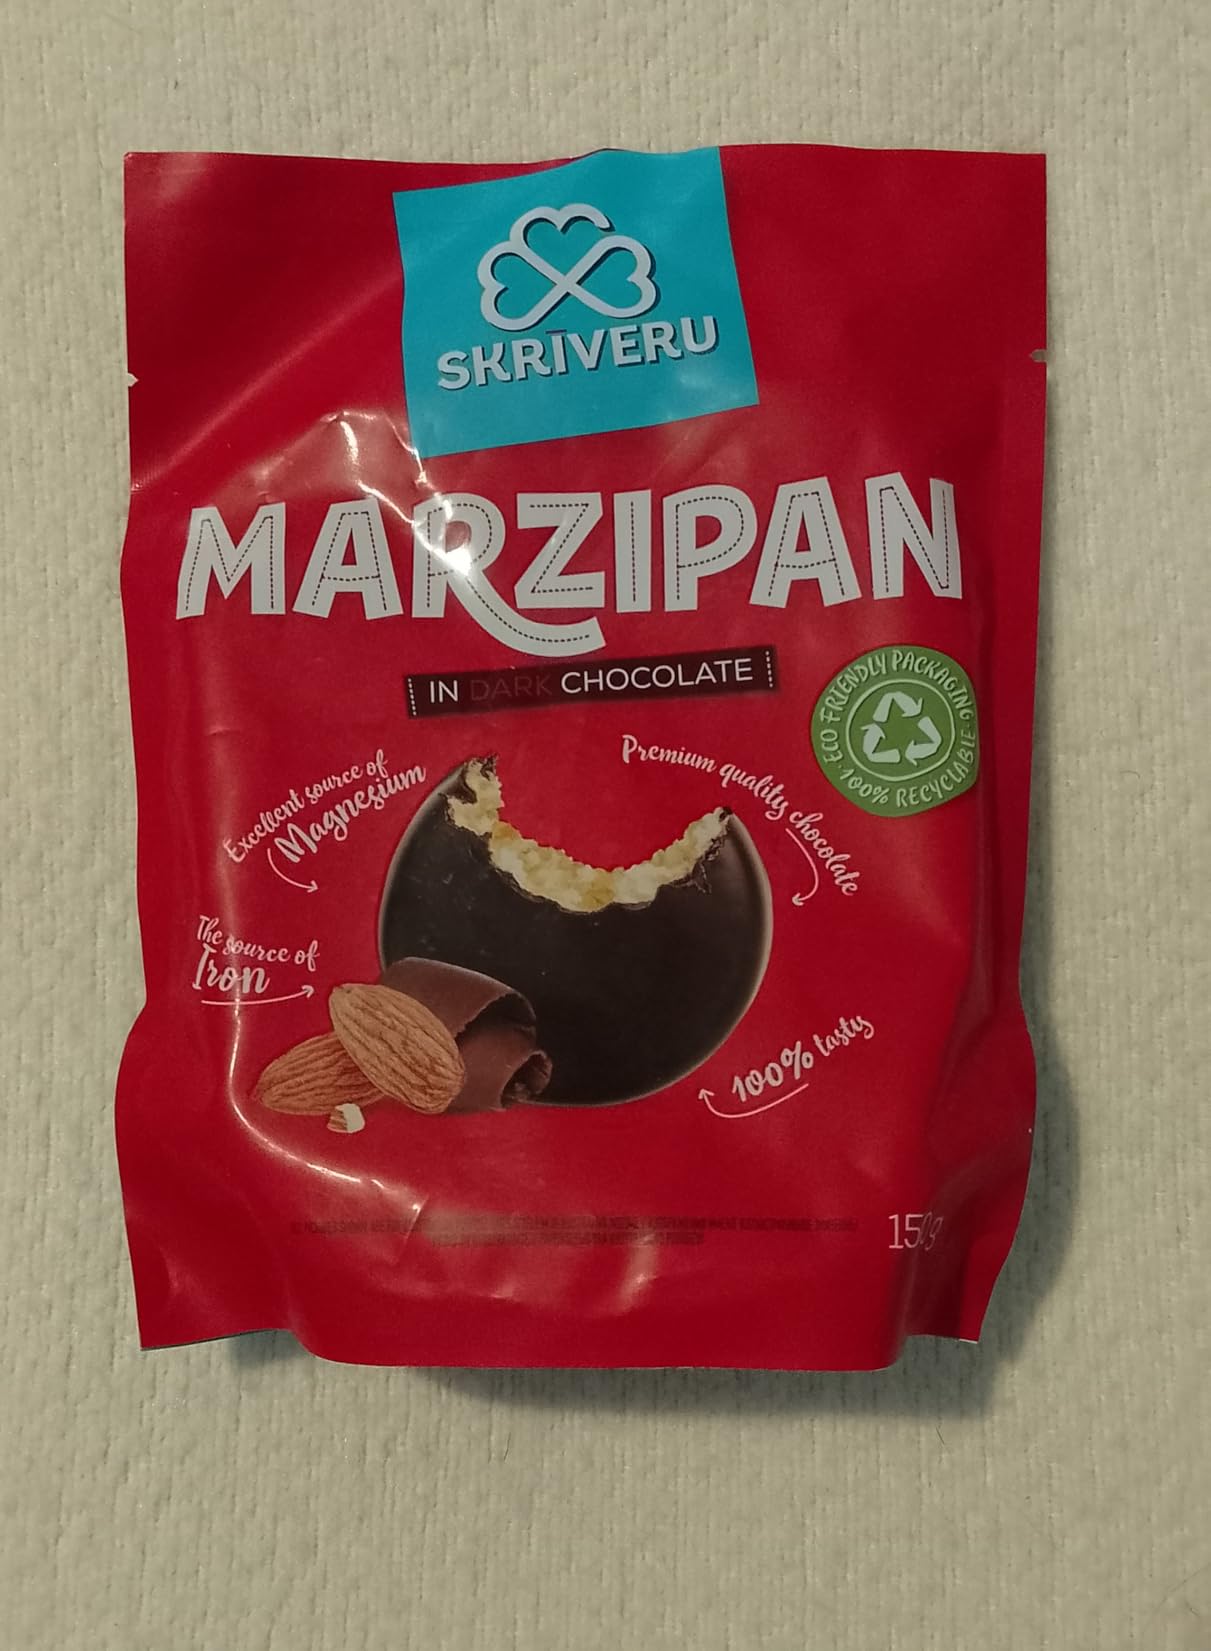 SKRĪVERU
MARZIPAN
IN DARK CHOCOLATE
ECO FRIENDLY PACKAGING
100% RECYCLABLE
Excellent source of
Magnesium
Premium quality chocolate
The source of
Iron
100% tasty
150g